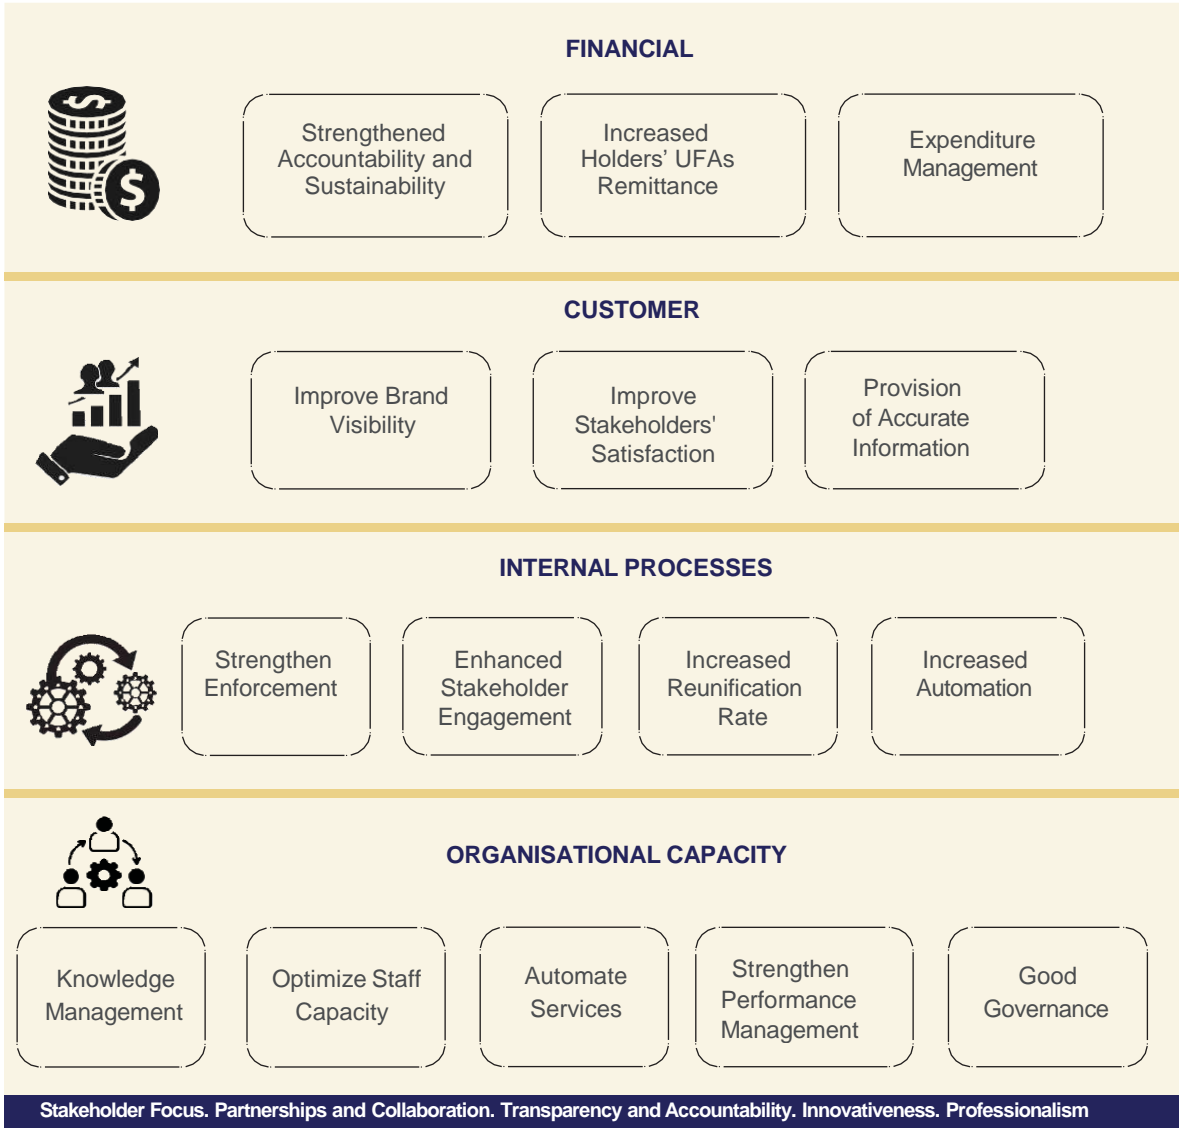 FINANCIAL
Strengthened
Accountability and
Sustainability
Increased
Holders' UFAs
Remittance
Expenditure
Management
CUSTOMER
Improve Brand
Visibility
Improve
Stakeholders'
Satisfaction
Provision
of Accurate
Information
INTERNAL PROCESSES
Strengthen
Enforcement
Enhanced
Stakeholder
Engagement
Increased
Reunification
Rate
Increased
Automation
ORGANISATIONAL CAPACITY
Knowledge
Management
Optimize Staff
Capacity
Automate
Services
Strengthen
Performance
Management
Good
Governance
Stakeholder Focus. Partnerships and Collaboration. Transparency and Accountability. Innovativeness. Professionalism